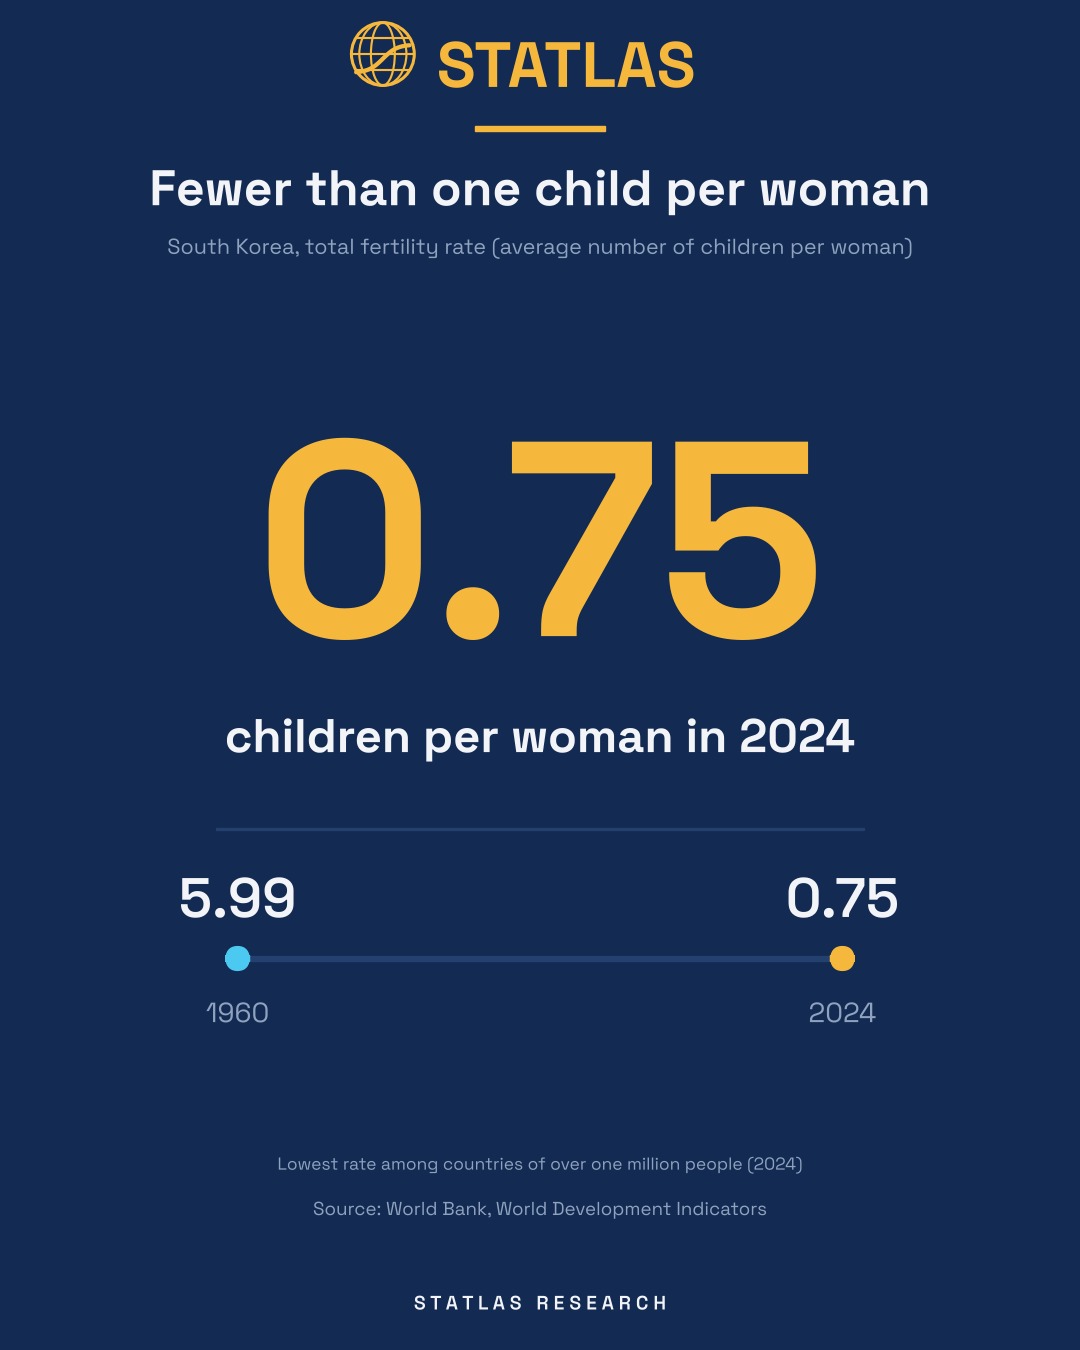 STATLAS
Fewer than one child per woman
South Korea, total fertility rate (average number of children per woman)
0.75
children per woman in 2024
5.99 0.75
1960 2024
Lowest rate among countries of over one million people (2024)
Source: World Bank, World Development Indicators
STATLAS RESEARCH